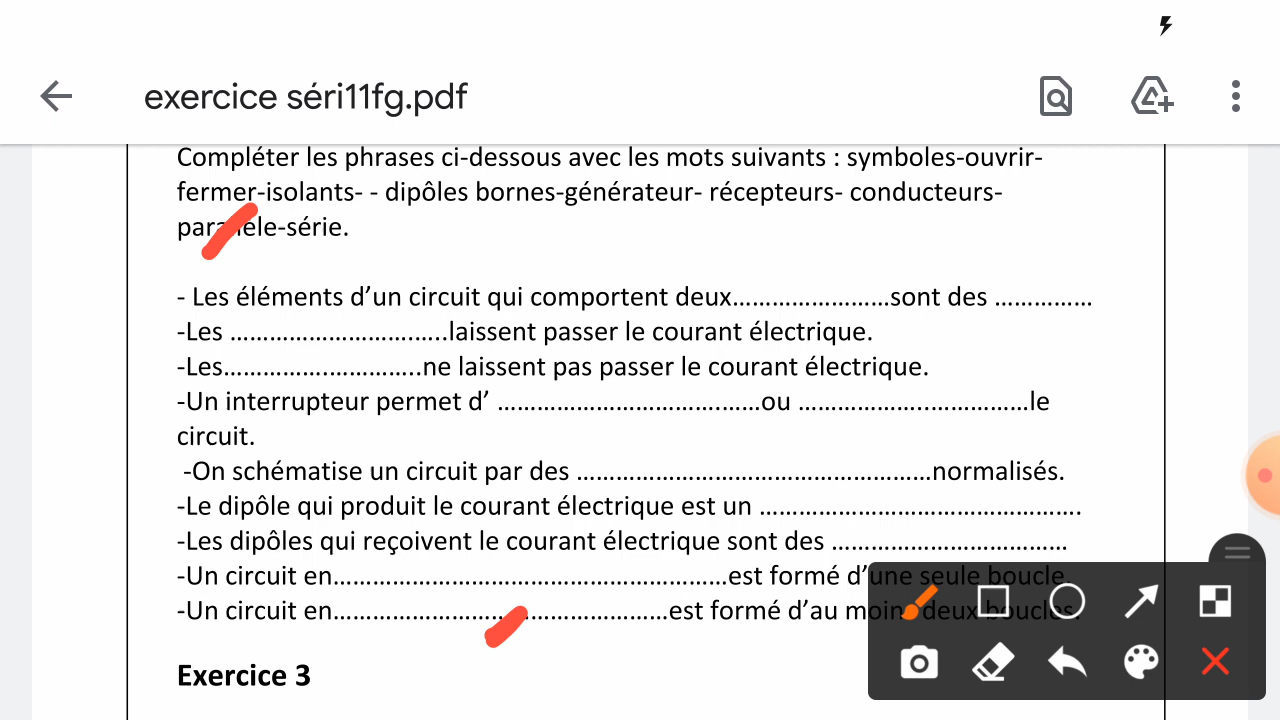 exercice séri11fg.pdf
Compléter les phrases ci-dessous avec les mots suivants : symboles-ouvrir-
fermer-isolants- - dipôles bornes-générateur- récepteurs- conducteurs-
parallèle-série.
- Les éléments d’un circuit qui comportent deux……………………sont des ……………
-Les ……………………….…..laissent passer le courant électrique.
-Les…………….…………..ne laissent pas passer le courant électrique.
-Un interrupteur permet d’ …………………………….……ou ………………..……………le
circuit.
-On schématise un circuit par des ………………………………………………normalisés.
-Le dipôle qui produit le courant électrique est un ………………………………………….
-Les dipôles qui reçoivent le courant électrique sont des ………………………………
-Un circuit en……………………………………………………est formé d’une seule boucle.
-Un circuit en……………………………………………est formé d’au moins deux boucles.
Exercice 3